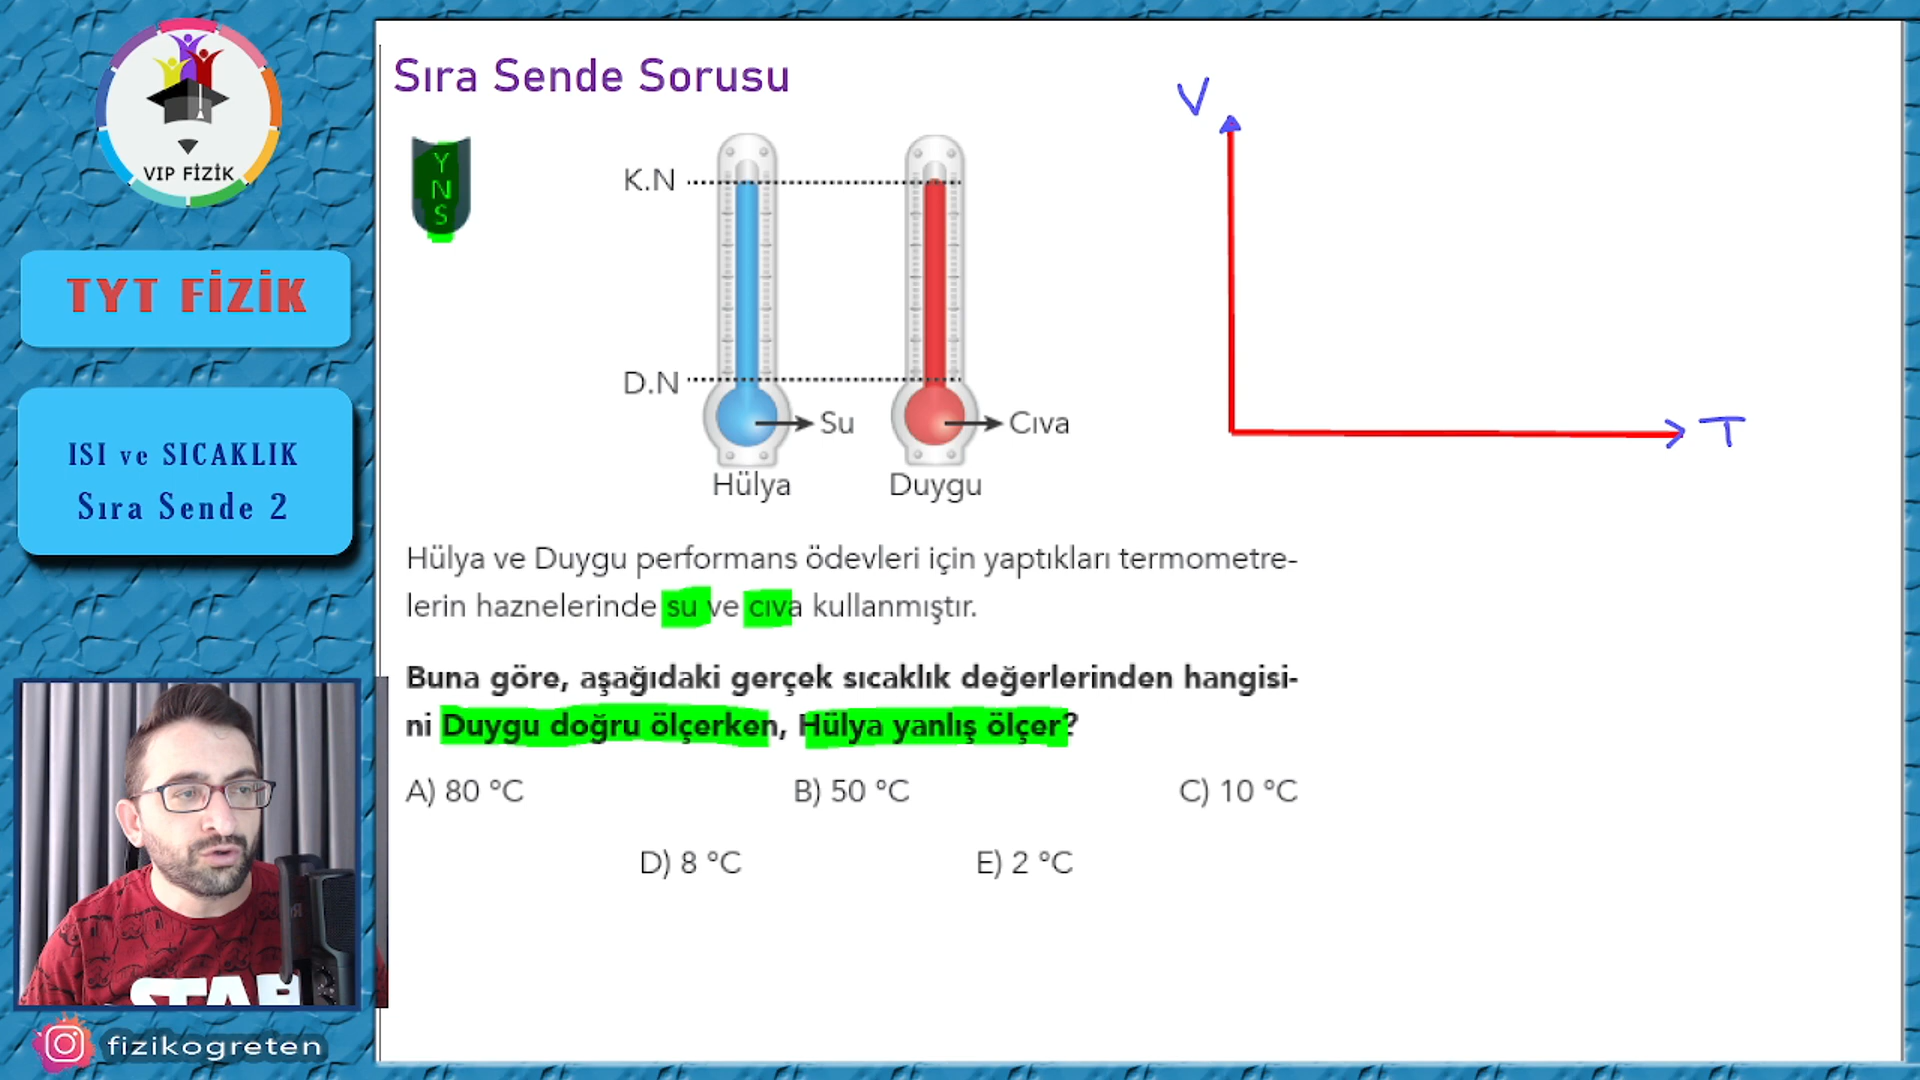 VIP FİZİK
TYT FİZİK
ISI ve SICAKLIK
Sıra Sende 2
Sıra Sende Sorusu
Y
N
S
K.N
D.N
Su
Cıva
Hülya
Duygu
V
T
Hülya ve Duygu performans ödevleri için yaptıkları termometre-
lerin haznelerinde su ve cıva kullanmıştır.
Buna göre, aşağıdaki gerçek sıcaklık değerlerinden hangisi-
ni Duygu doğru ölçerken, Hülya yanlış ölçer?
A) 80 °C
B) 50 °C
C) 10 °C
D) 8 °C
E) 2 °C
STAR
fizikogreten